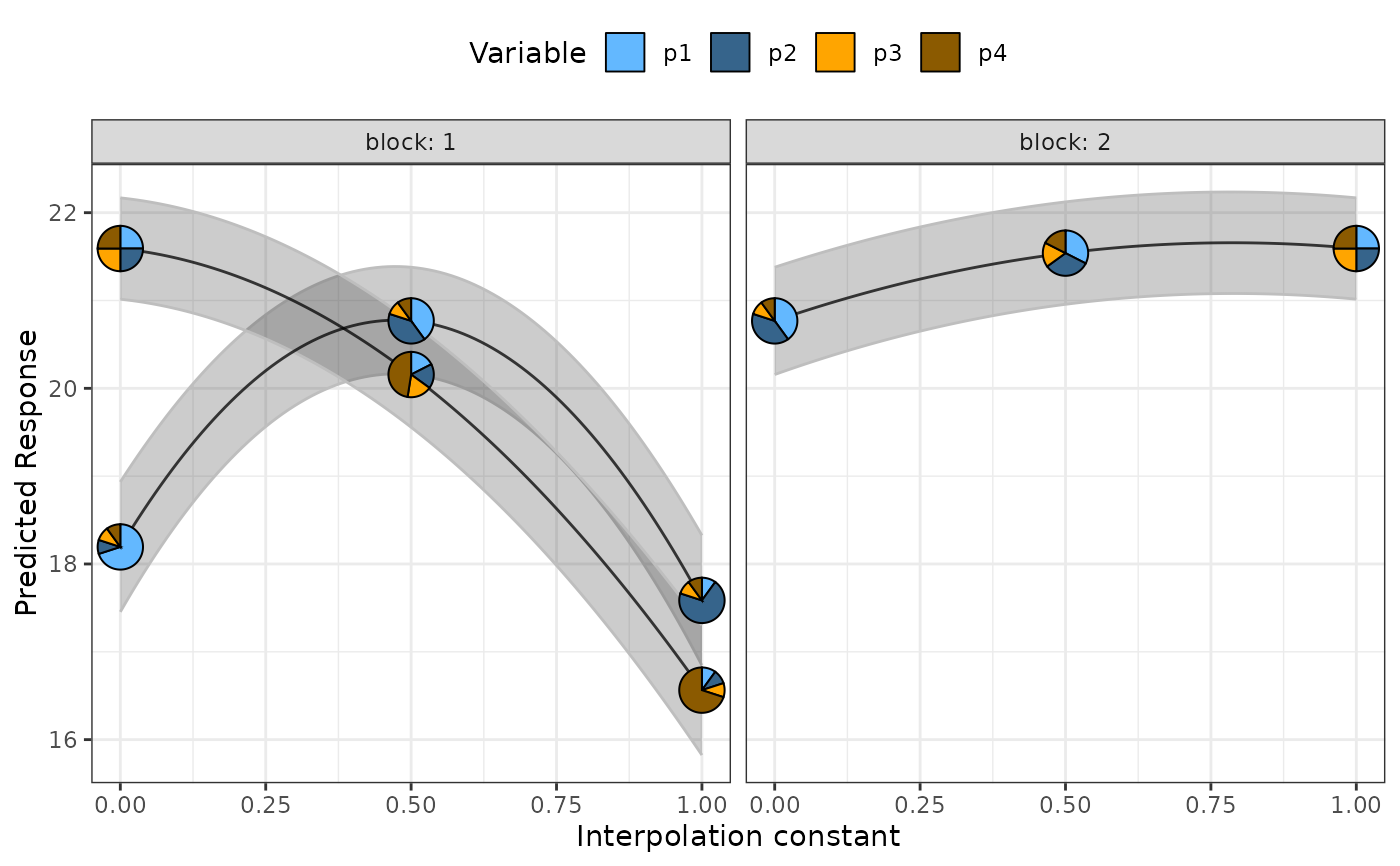 Variable p1 p2 p3 p4
block: 1 block: 2
22
20
18
16
Predicted Response
0.00 0.25 0.50 0.75 1.00 0.00 0.25 0.50 0.75 1.00
Interpolation constant